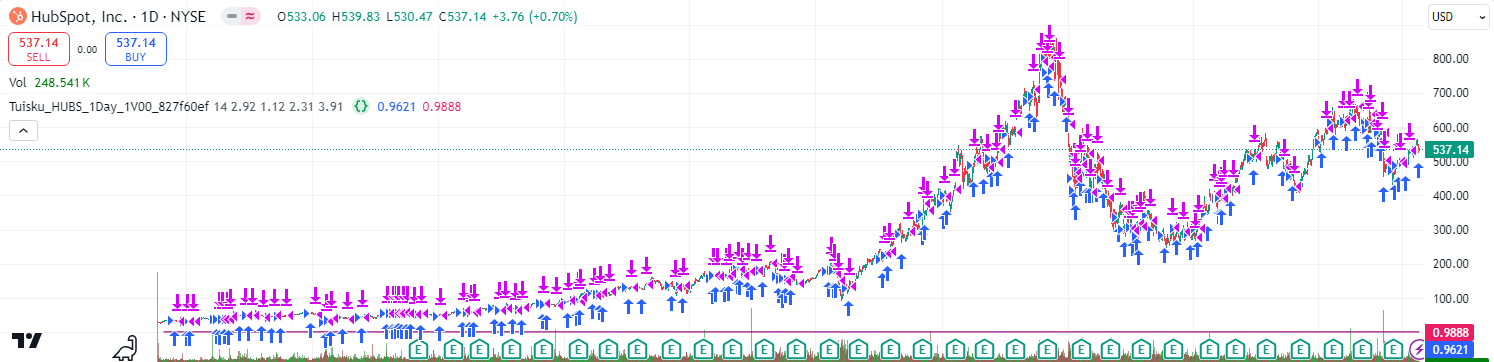 HubSpot, Inc. · 1D · NYSE O533.06 H539.83 L530.47 C537.14 +3.76 (+0.70%) USD
537.14 0.00 537.14
SELL BUY
Vol 248.541 K
Tuisku_HUBS_1Day_1V00_827f60ef 14 2.92 1.12 2.31 3.91 {} 0.9621 0.9888
800.00
700.00
600.00
537.14
500.00
400.00
300.00
200.00
100.00
0.9888
0.9621
E E E E E E E E E E E E E E E E E E E E E E E E E E E E E E E